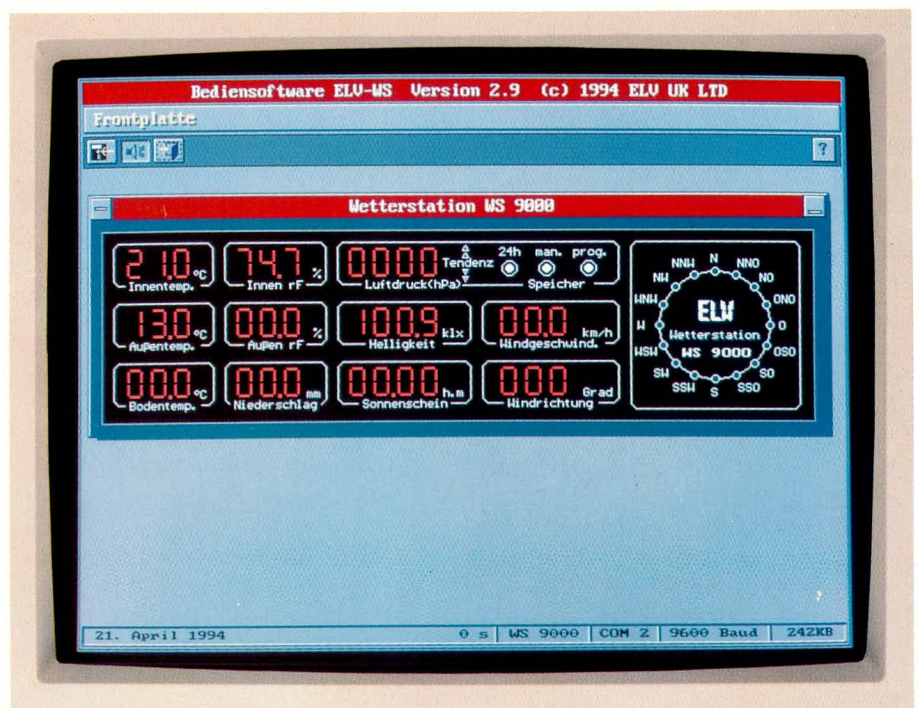 Bediensoftware ELV-WS Version 2.9 (c) 1994 ELV UK LTD
Frontplatte
?
Wetterstation WS 9000
21.0 °C
Innentemp.
74.7 %
Innen rF
0000
Luftdruck(hPa)
Tendenz
24h man. prog.
Speicher
13.0 °C
Außentemp.
00.0 %
Außen rF
100.9 klx
Helligkeit
00.0 km/h
Windgeschwind.
00.0 °C
Bodentemp.
00.0 mm
Niederschlag
00.00 h.m
Sonnenschein
000 Grad
Windrichtung
N
NNW NNO
NW NO
WNW ONO
ELV
W O
Wetterstation
WS 9000
WSW OSO
SW SO
SSW SSO
S
21. April 1994 0 s WS 9000 COM 2 9600 Baud 242KB